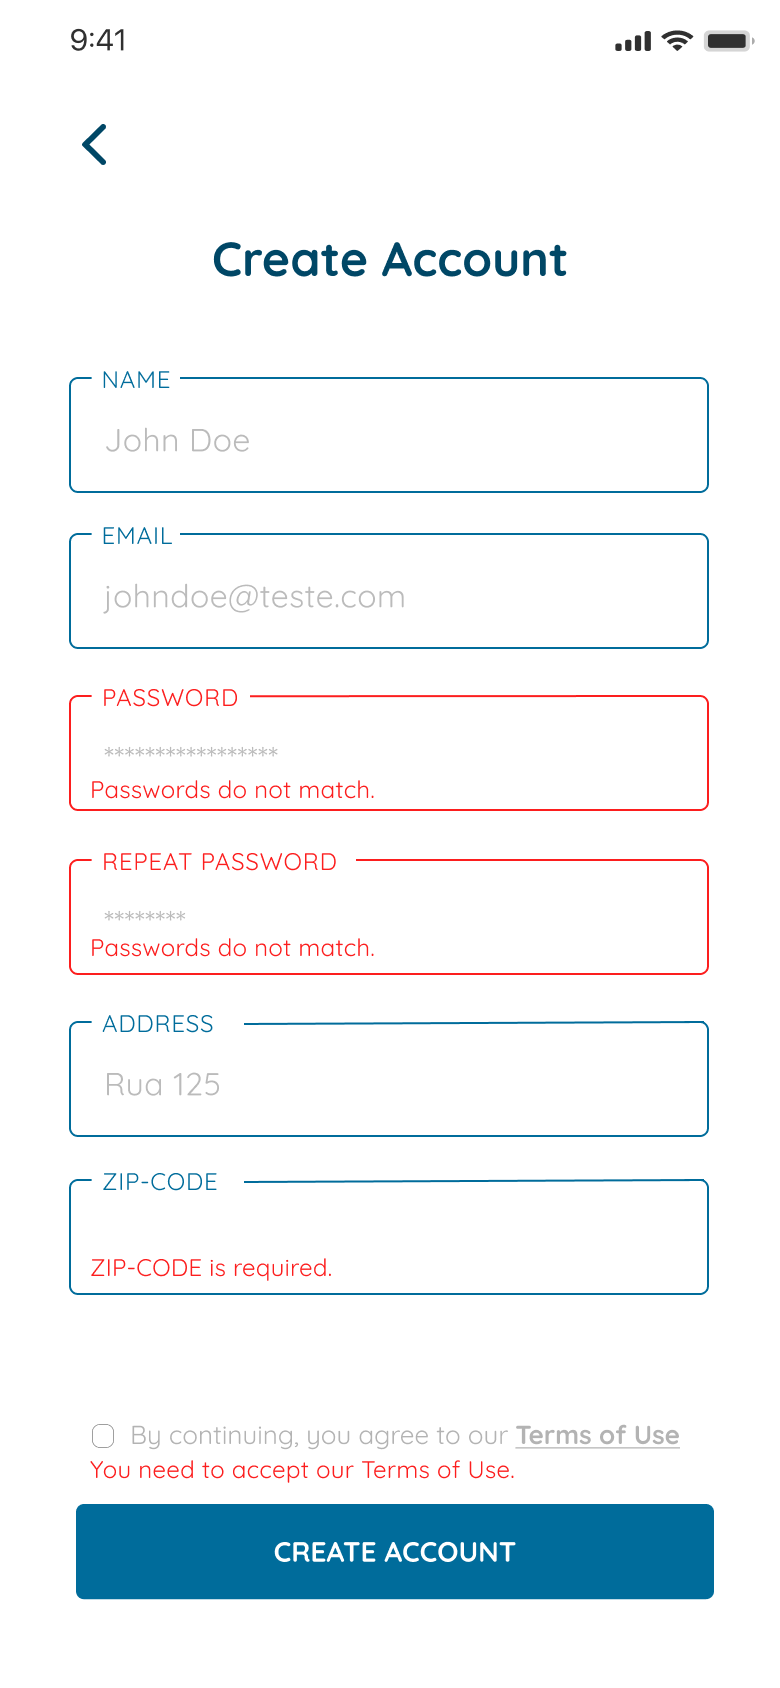 9:41
Create Account
NAME
John Doe
EMAIL
johndoe@teste.com
PASSWORD
*****************
Passwords do not match.
REPEAT PASSWORD
********
Passwords do not match.
ADDRESS
Rua 125
ZIP-CODE
ZIP-CODE is required.
By continuing, you agree to our Terms of Use
You need to accept our Terms of Use.
CREATE ACCOUNT